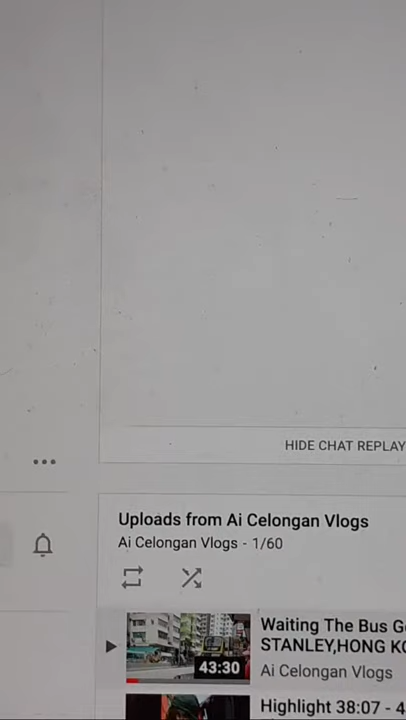 HIDE CHAT REPLAY
Uploads from Ai Celongan Vlogs
Ai Celongan Vlogs - 1/60
Waiting The Bus G
STANLEY,HONG K
43:30
Ai Celongan Vlogs
Highlight 38:07 - 4